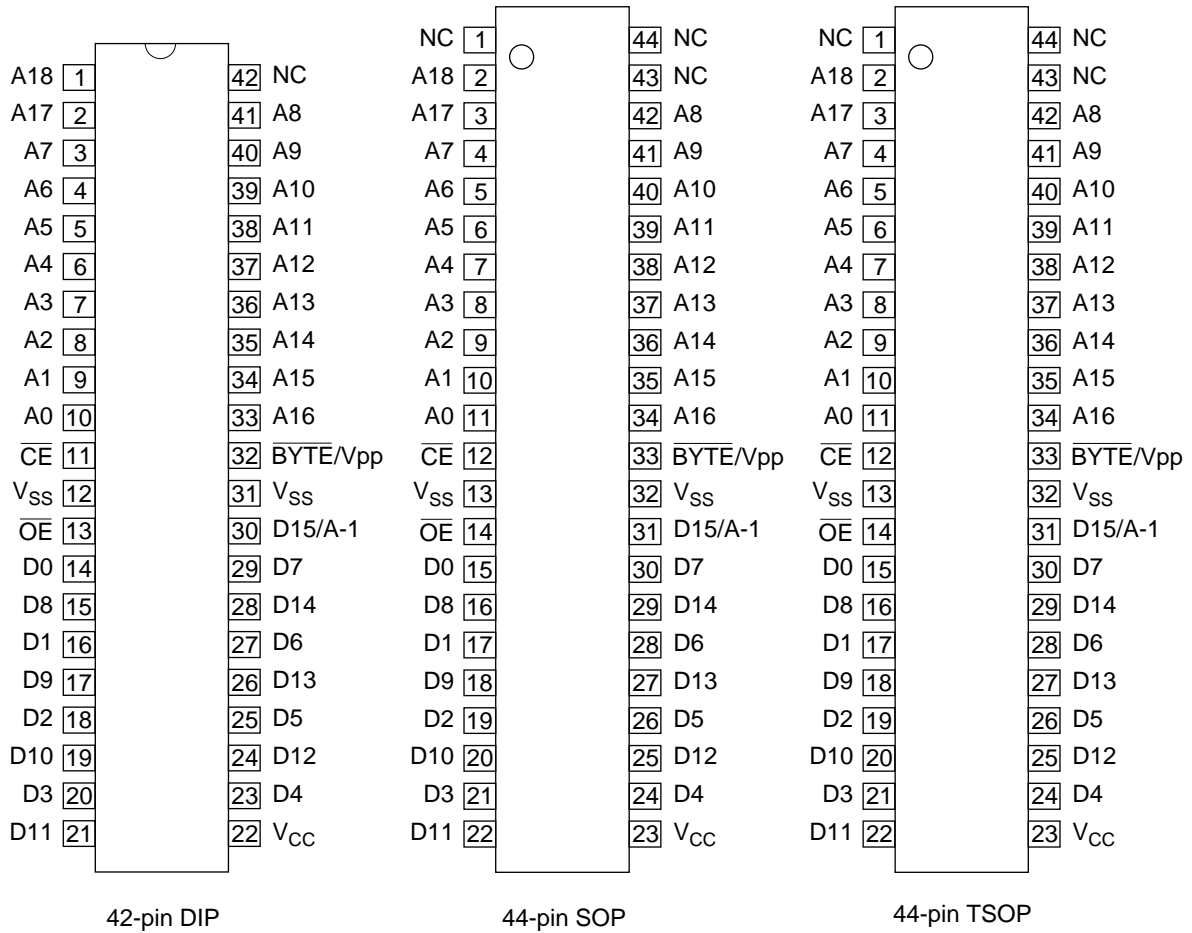 NC 1 44 NC NC 1 44 NC
A18 1 42 NC A18 2 43 NC A18 2 43 NC
A17 2 41 A8 A17 3 42 A8 A17 3 42 A8
A7 3 40 A9 A7 4 41 A9 A7 4 41 A9
A6 4 39 A10 A6 5 40 A10 A6 5 40 A10
A5 5 38 A11 A5 6 39 A11 A5 6 39 A11
A4 6 37 A12 A4 7 38 A12 A4 7 38 A12
A3 7 36 A13 A3 8 37 A13 A3 8 37 A13
A2 8 35 A14 A2 9 36 A14 A2 9 36 A14
A1 9 34 A15 A1 10 35 A15 A1 10 35 A15
A0 10 33 A16 A0 11 34 A16 A0 11 34 A16
CE 11 32 BYTE/Vpp CE 12 33 BYTE/Vpp CE 12 33 BYTE/Vpp
VSS 12 31 VSS VSS 13 32 VSS VSS 13 32 VSS
OE 13 30 D15/A-1 OE 14 31 D15/A-1 OE 14 31 D15/A-1
D0 14 29 D7 D0 15 30 D7 D0 15 30 D7
D8 15 28 D14 D8 16 29 D14 D8 16 29 D14
D1 16 27 D6 D1 17 28 D6 D1 17 28 D6
D9 17 26 D13 D9 18 27 D13 D9 18 27 D13
D2 18 25 D5 D2 19 26 D5 D2 19 26 D5
D10 19 24 D12 D10 20 25 D12 D10 20 25 D12
D3 20 23 D4 D3 21 24 D4 D3 21 24 D4
D11 21 22 VCC D11 22 23 VCC D11 22 23 VCC
42-pin DIP 44-pin SOP 44-pin TSOP